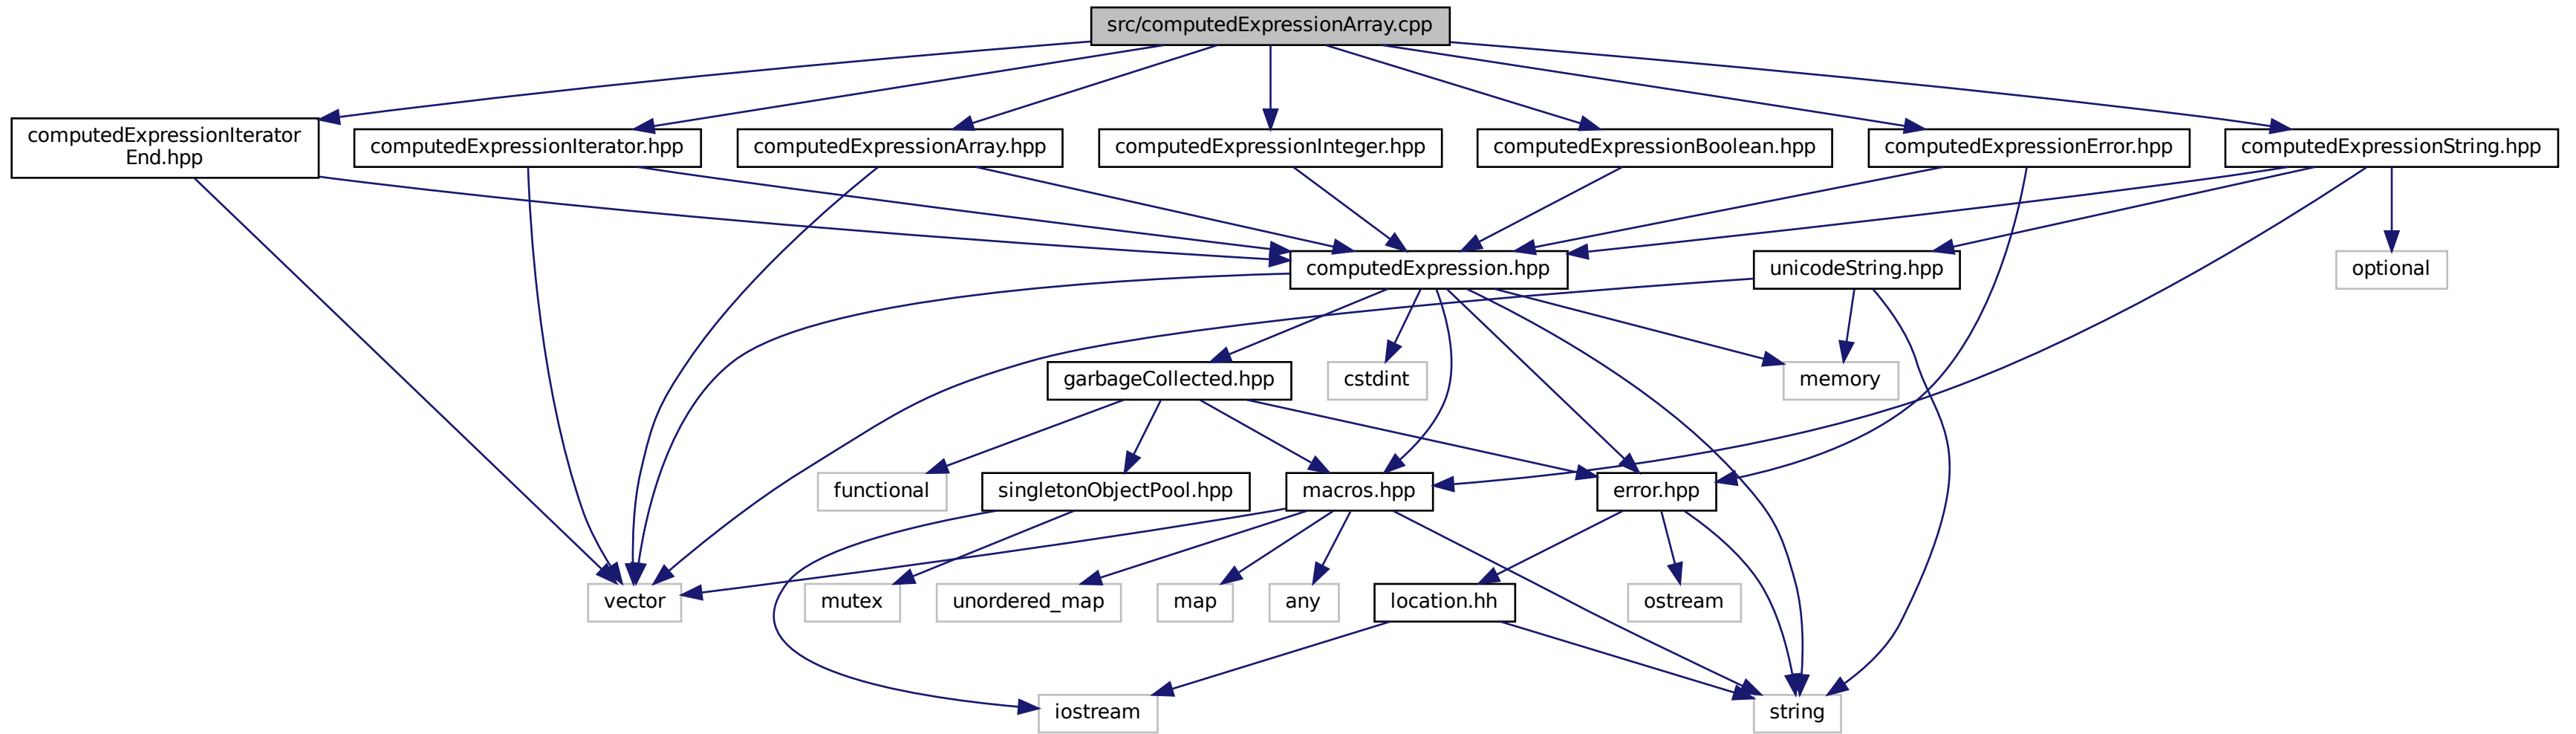 src/computedExpressionArray.cpp
computedExpressionIterator
End.hpp
computedExpressionIterator.hpp
computedExpressionArray.hpp
computedExpressionInteger.hpp
computedExpressionBoolean.hpp
computedExpressionError.hpp
computedExpressionString.hpp
computedExpression.hpp
unicodeString.hpp
optional
garbageCollected.hpp
cstdint
memory
functional
singletonObjectPool.hpp
macros.hpp
error.hpp
vector
mutex
unordered_map
map
any
location.hh
ostream
iostream
string